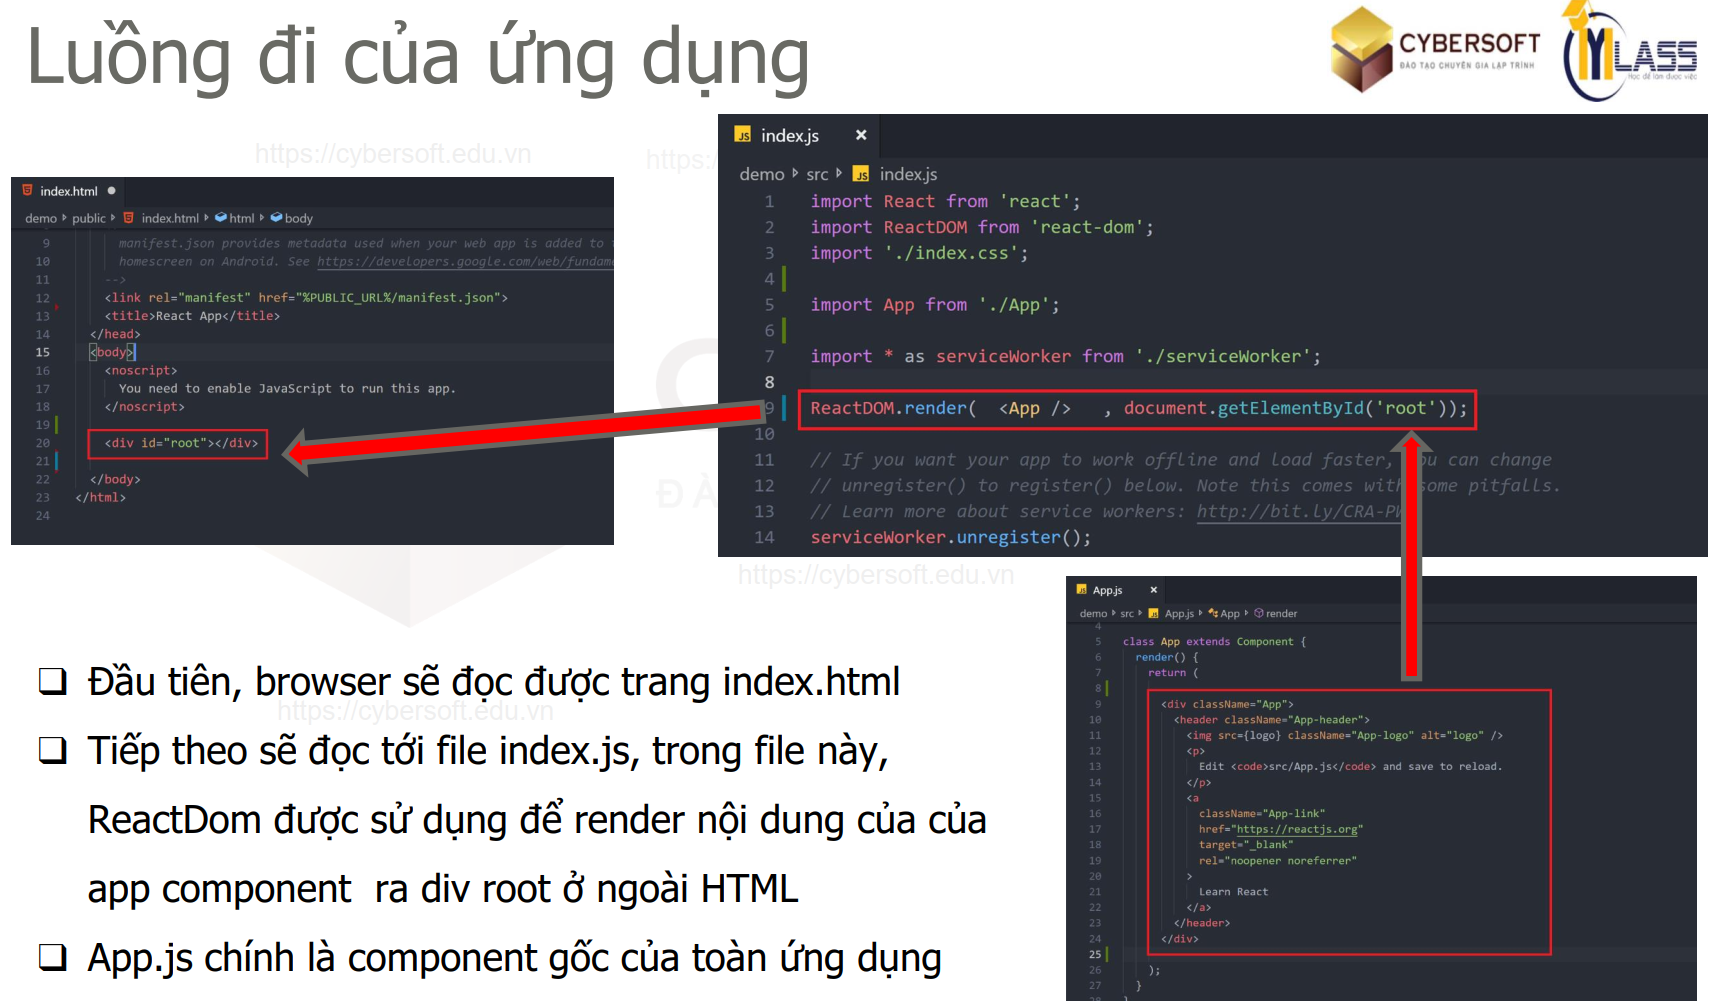 Luồng đi của ứng dụng
CYBERSOFT
ĐÀO TẠO CHUYÊN GIA LẬP TRÌNH
MYCLASS
Học để làm được việc
https://cybersoft.edu.vn
https:/
index.html
demo public index.html html body
9 manifest.json provides metadata used when your web app is added to
10 homescreen on Android. See https://developers.google.com/web/fundame
11 -->
12 <link rel="manifest" href="%PUBLIC_URL%/manifest.json">
13 <title>React App</title>
14 </head>
15 <body>
16 <noscript>
17 You need to enable JavaScript to run this app.
18 </noscript>
19
20 <div id="root"></div>
21
22 </body>
23 </html>
24
index.js
demo src index.js
1 import React from 'react';
2 import ReactDOM from 'react-dom';
3 import './index.css';
4
5 import App from './App';
6
7 import * as serviceWorker from './serviceWorker';
8
9 ReactDOM.render( <App /> , document.getElementById('root'));
10
11 // If you want your app to work offline and load faster, you can change
12 // unregister() to register() below. Note this comes with some pitfalls.
13 // Learn more about service workers: http://bit.ly/CRA-PW
14 serviceWorker.unregister();
https://cybersoft.edu.vn
App.js
demo src App.js App render
4
5 class App extends Component {
6 render() {
7 return (
8
9 <div className="App">
10 <header className="App-header">
11 <img src={logo} className="App-logo" alt="logo" />
12 <p>
13 Edit <code>src/App.js</code> and save to reload.
14 </p>
15 <a
16 className="App-link"
17 href="https://reactjs.org"
18 target="_blank"
19 rel="noopener noreferrer"
20 >
21 Learn React
22 </a>
23 </header>
24 </div>
25
26 );
27 }
28 }
❑ Đầu tiên, browser sẽ đọc được trang index.html
https://cybersoft.edu.vn
❑ Tiếp theo sẽ đọc tới file index.js, trong file này,
ReactDom được sử dụng để render nội dung của của
app component ra div root ở ngoài HTML
❑ App.js chính là component gốc của toàn ứng dụng